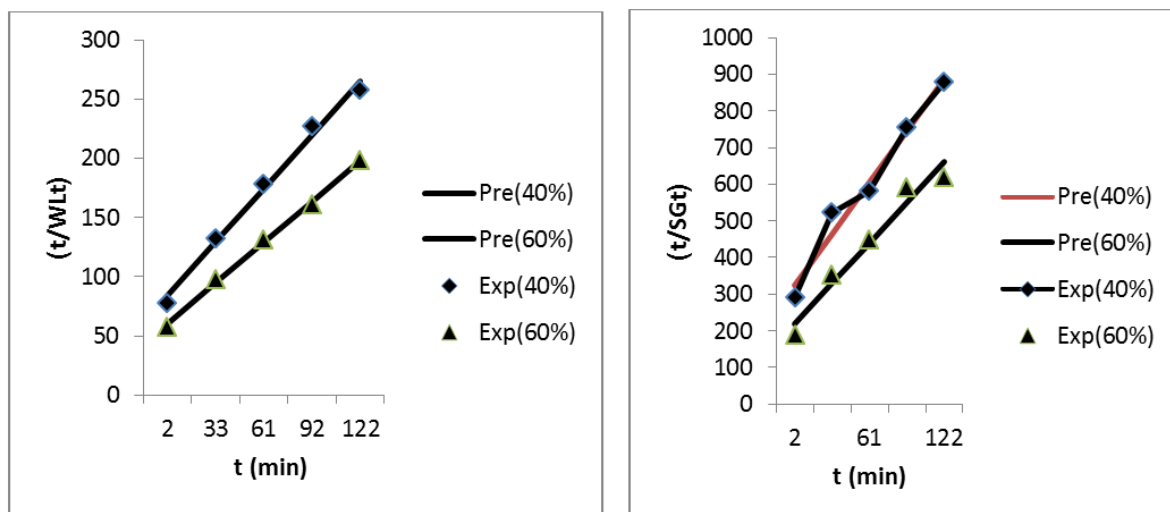 300
250
200
150
100
50
0
(t/WLt)
2 33 61 92 122
t (min)
Pre(40%)
Pre(60%)
Exp(40%)
Exp(60%)
1000
900
800
700
600
500
400
300
200
100
0
(t/SGt)
2 61 122
t (min)
Pre(40%)
Pre(60%)
Exp(40%)
Exp(60%)